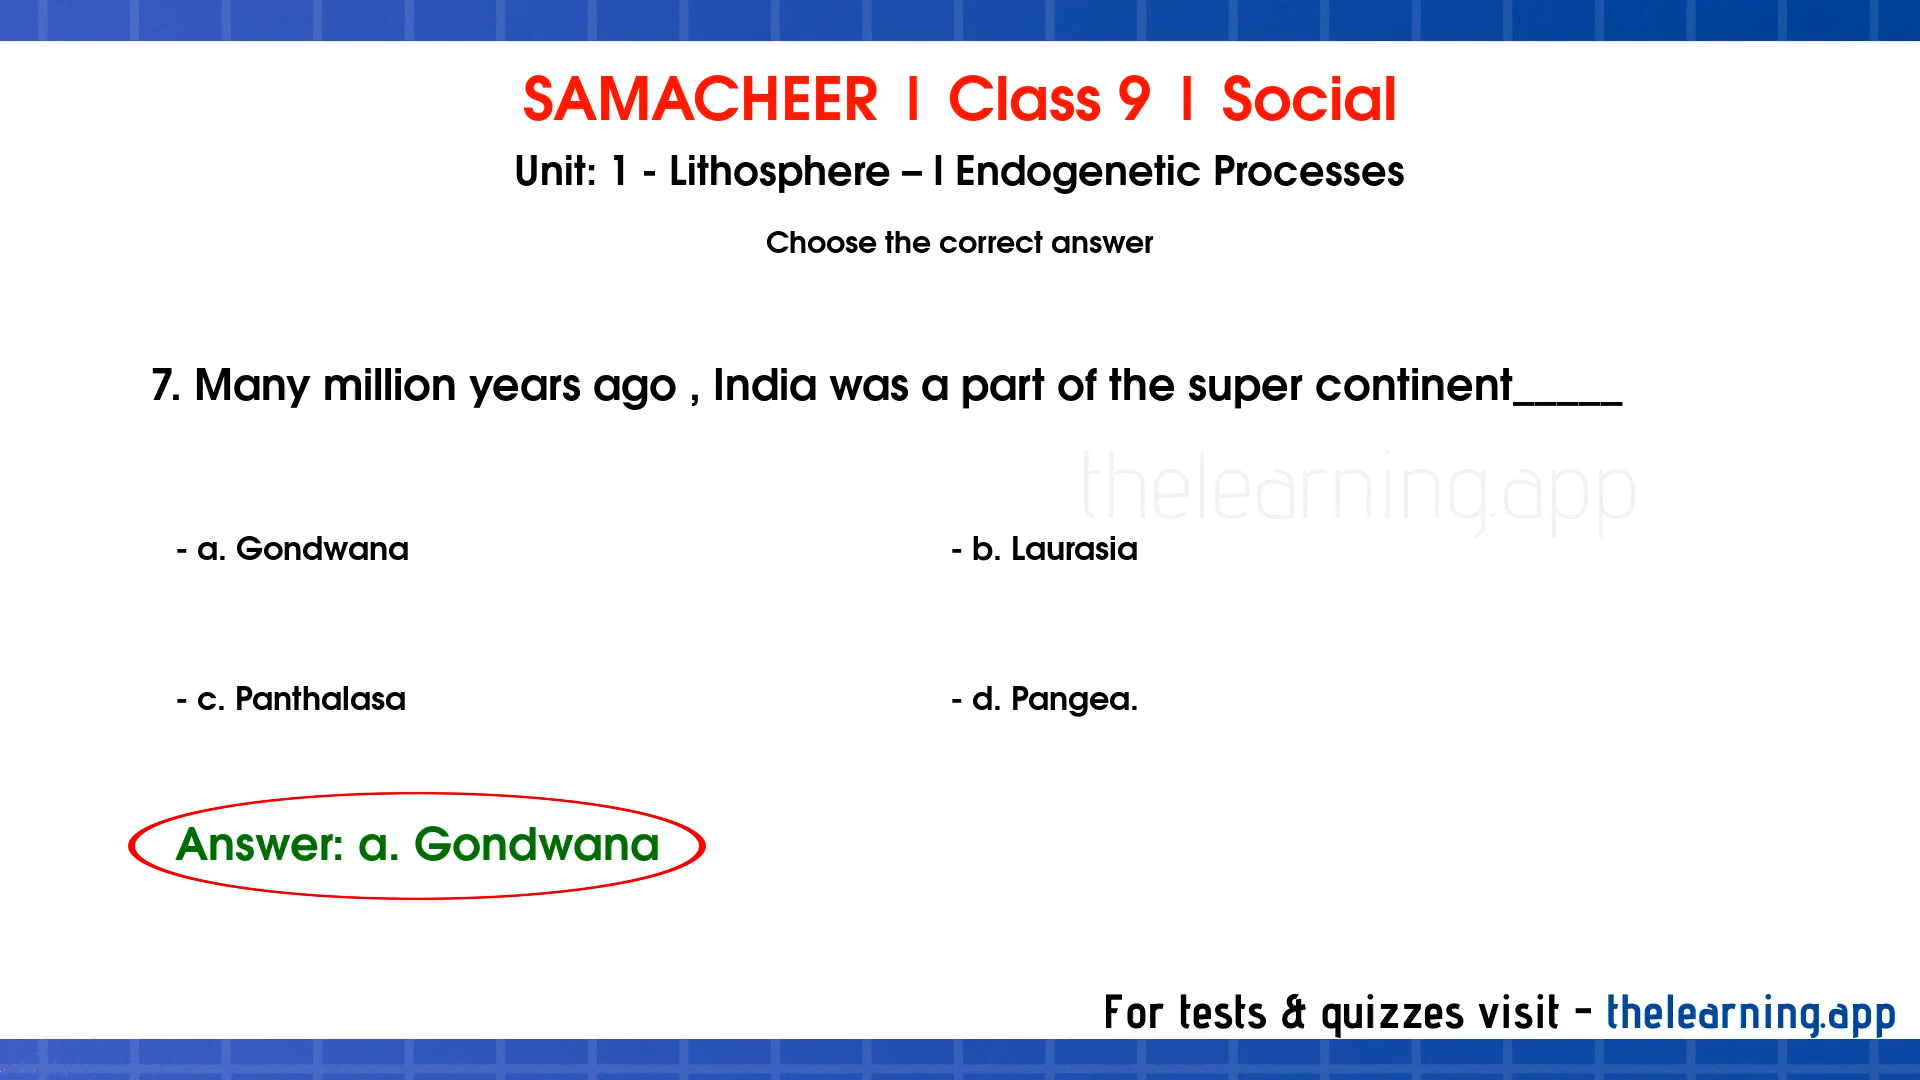 SAMACHEER | Class 9 | Social
Unit: 1 - Lithosphere – I Endogenetic Processes
Choose the correct answer
7. Many million years ago , India was a part of the super continent_____
thelearning.app
- a. Gondwana
- b. Laurasia
- c. Panthalasa
- d. Pangea.
Answer: a. Gondwana
For tests & quizzes visit - thelearning.app